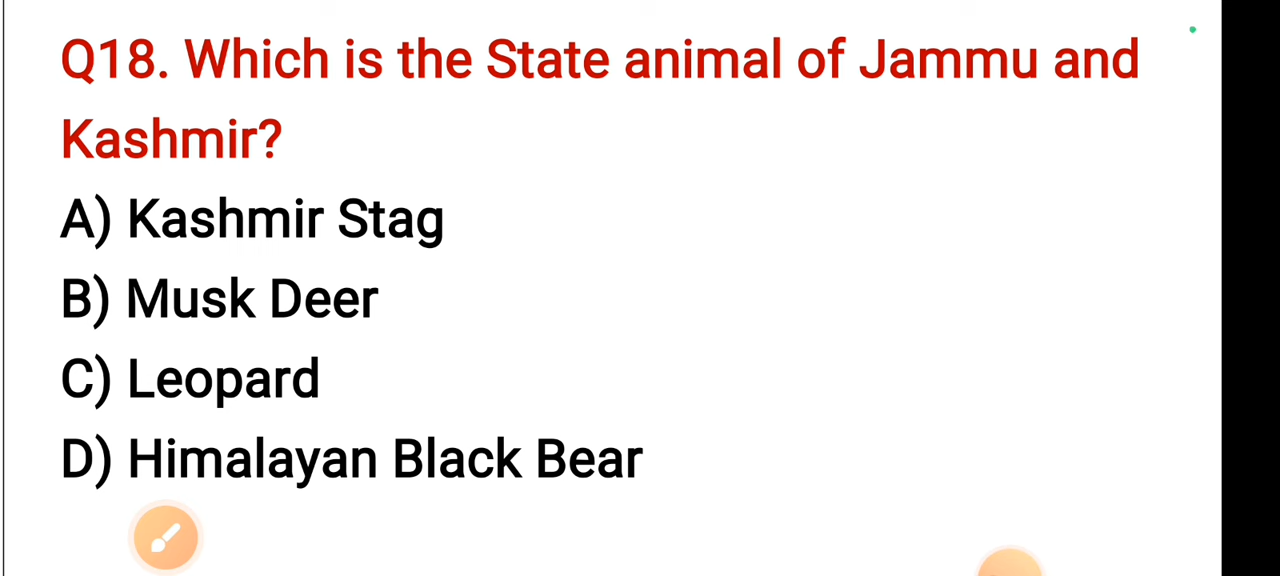 Q18. Which is the State animal of Jammu and
Kashmir?
A) Kashmir Stag
B) Musk Deer
C) Leopard
D) Himalayan Black Bear